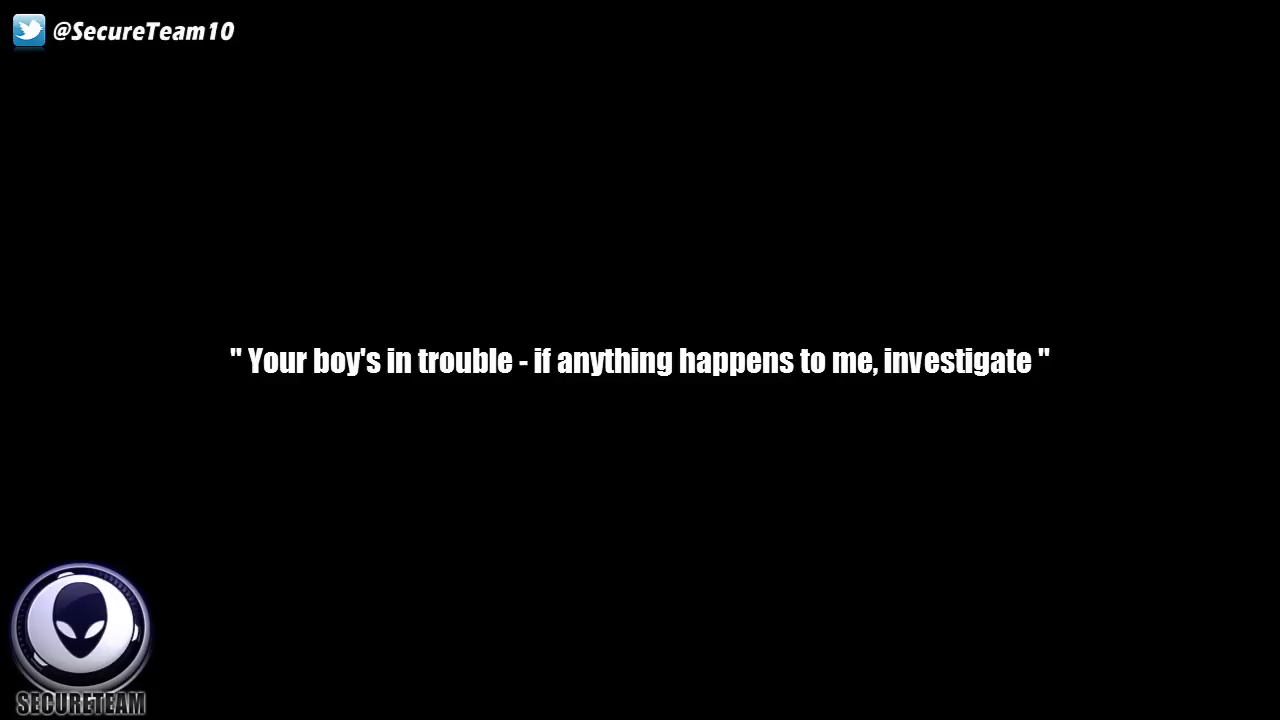 @SecureTeam10
" Your boy's in trouble - if anything happens to me, investigate "
SECURETEAM